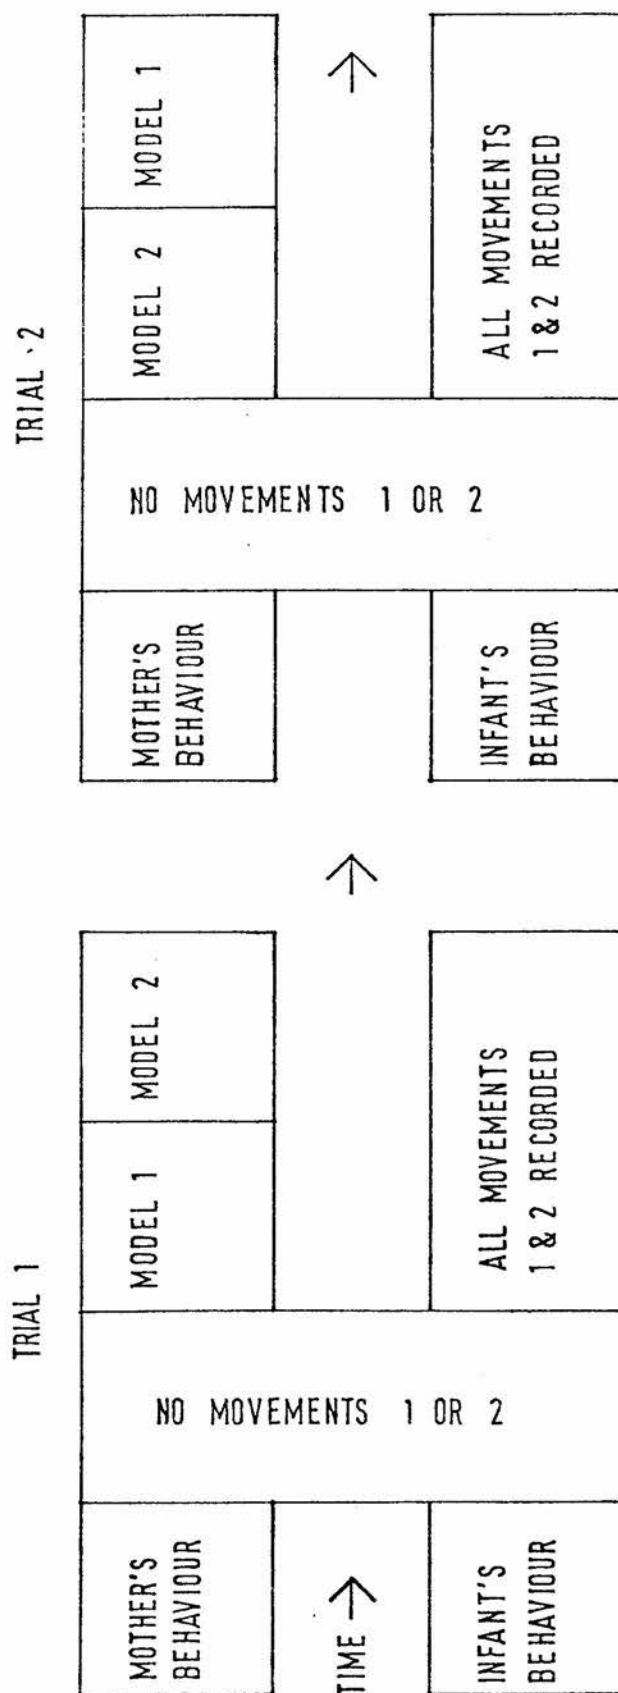 TRIAL 1
MOTHER'S
BEHAVIOUR
NO MOVEMENTS 1 OR 2
MODEL 1
MODEL 2
TIME
INFANT'S
BEHAVIOUR
ALL MOVEMENTS
1 & 2 RECORDED
TRIAL 2
MOTHER'S
BEHAVIOUR
NO MOVEMENTS 1 OR 2
MODEL 2
MODEL 1
INFANT'S
BEHAVIOUR
ALL MOVEMENTS
1 & 2 RECORDED